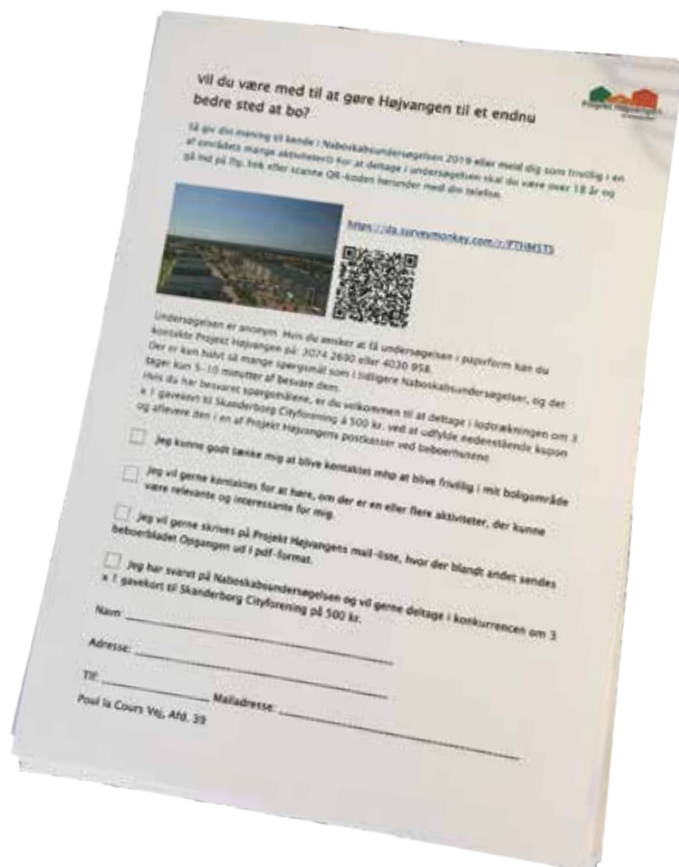 Vil du være med til at gøre Højvangen til et endnu
bedre sted at bo?
Projekt Højvangen
Så giv din mening til kende i Naboskabsundersøgelsen 2019 eller meld dig som frivillig i en
af områdets mange aktiviteter! For at deltage i undersøgelsen skal du være over 18 år og
gå ind på flg. link eller scanne QR-koden herunder med din telefon.
https://da.surveymonkey.com/r/
Undersøgelsen er anonym. Hvis du ønsker at få undersøgelsen i papirform kan du
kontakte Projekt Højvangen på: 3074 2690 eller 4030 958.
Der er kun halvt så mange spørgsmål som i tidligere Naboskabsundersøgelser, og det
tager kun 5-10 minutter af besvare dem.
Hvis du har besvaret spørgsmålene, er du velkommen til at deltage i lodtrækningen om 3
x 1 gavekort til Skanderborg Cityforening á 500 kr. ved at udfylde nedenstående kupon
og aflevere den i en af Projekt Højvangens postkasser ved beboerhusene.
Jeg kunne godt tænke mig at blive kontaktet mhp at blive frivillig i mit boligområde
Jeg vil gerne kontaktes for at høre, om der er en eller flere aktiviteter, der kunne
være relevante og interessante for mig.
Jeg vil gerne skrives på Projekt Højvangens mail-liste, hvor der blandt andet sendes
beboerbladet Opgangen ud i pdf-format.
Jeg har svaret på Naboskabsundersøgelsen og vil gerne deltage i konkurrencen om 3
x 1 gavekort til Skanderborg Cityforening på 500 kr.
Navn:
Adresse:
Tlf: Mailadresse:
Poul la Cours Vej, Afd. 39